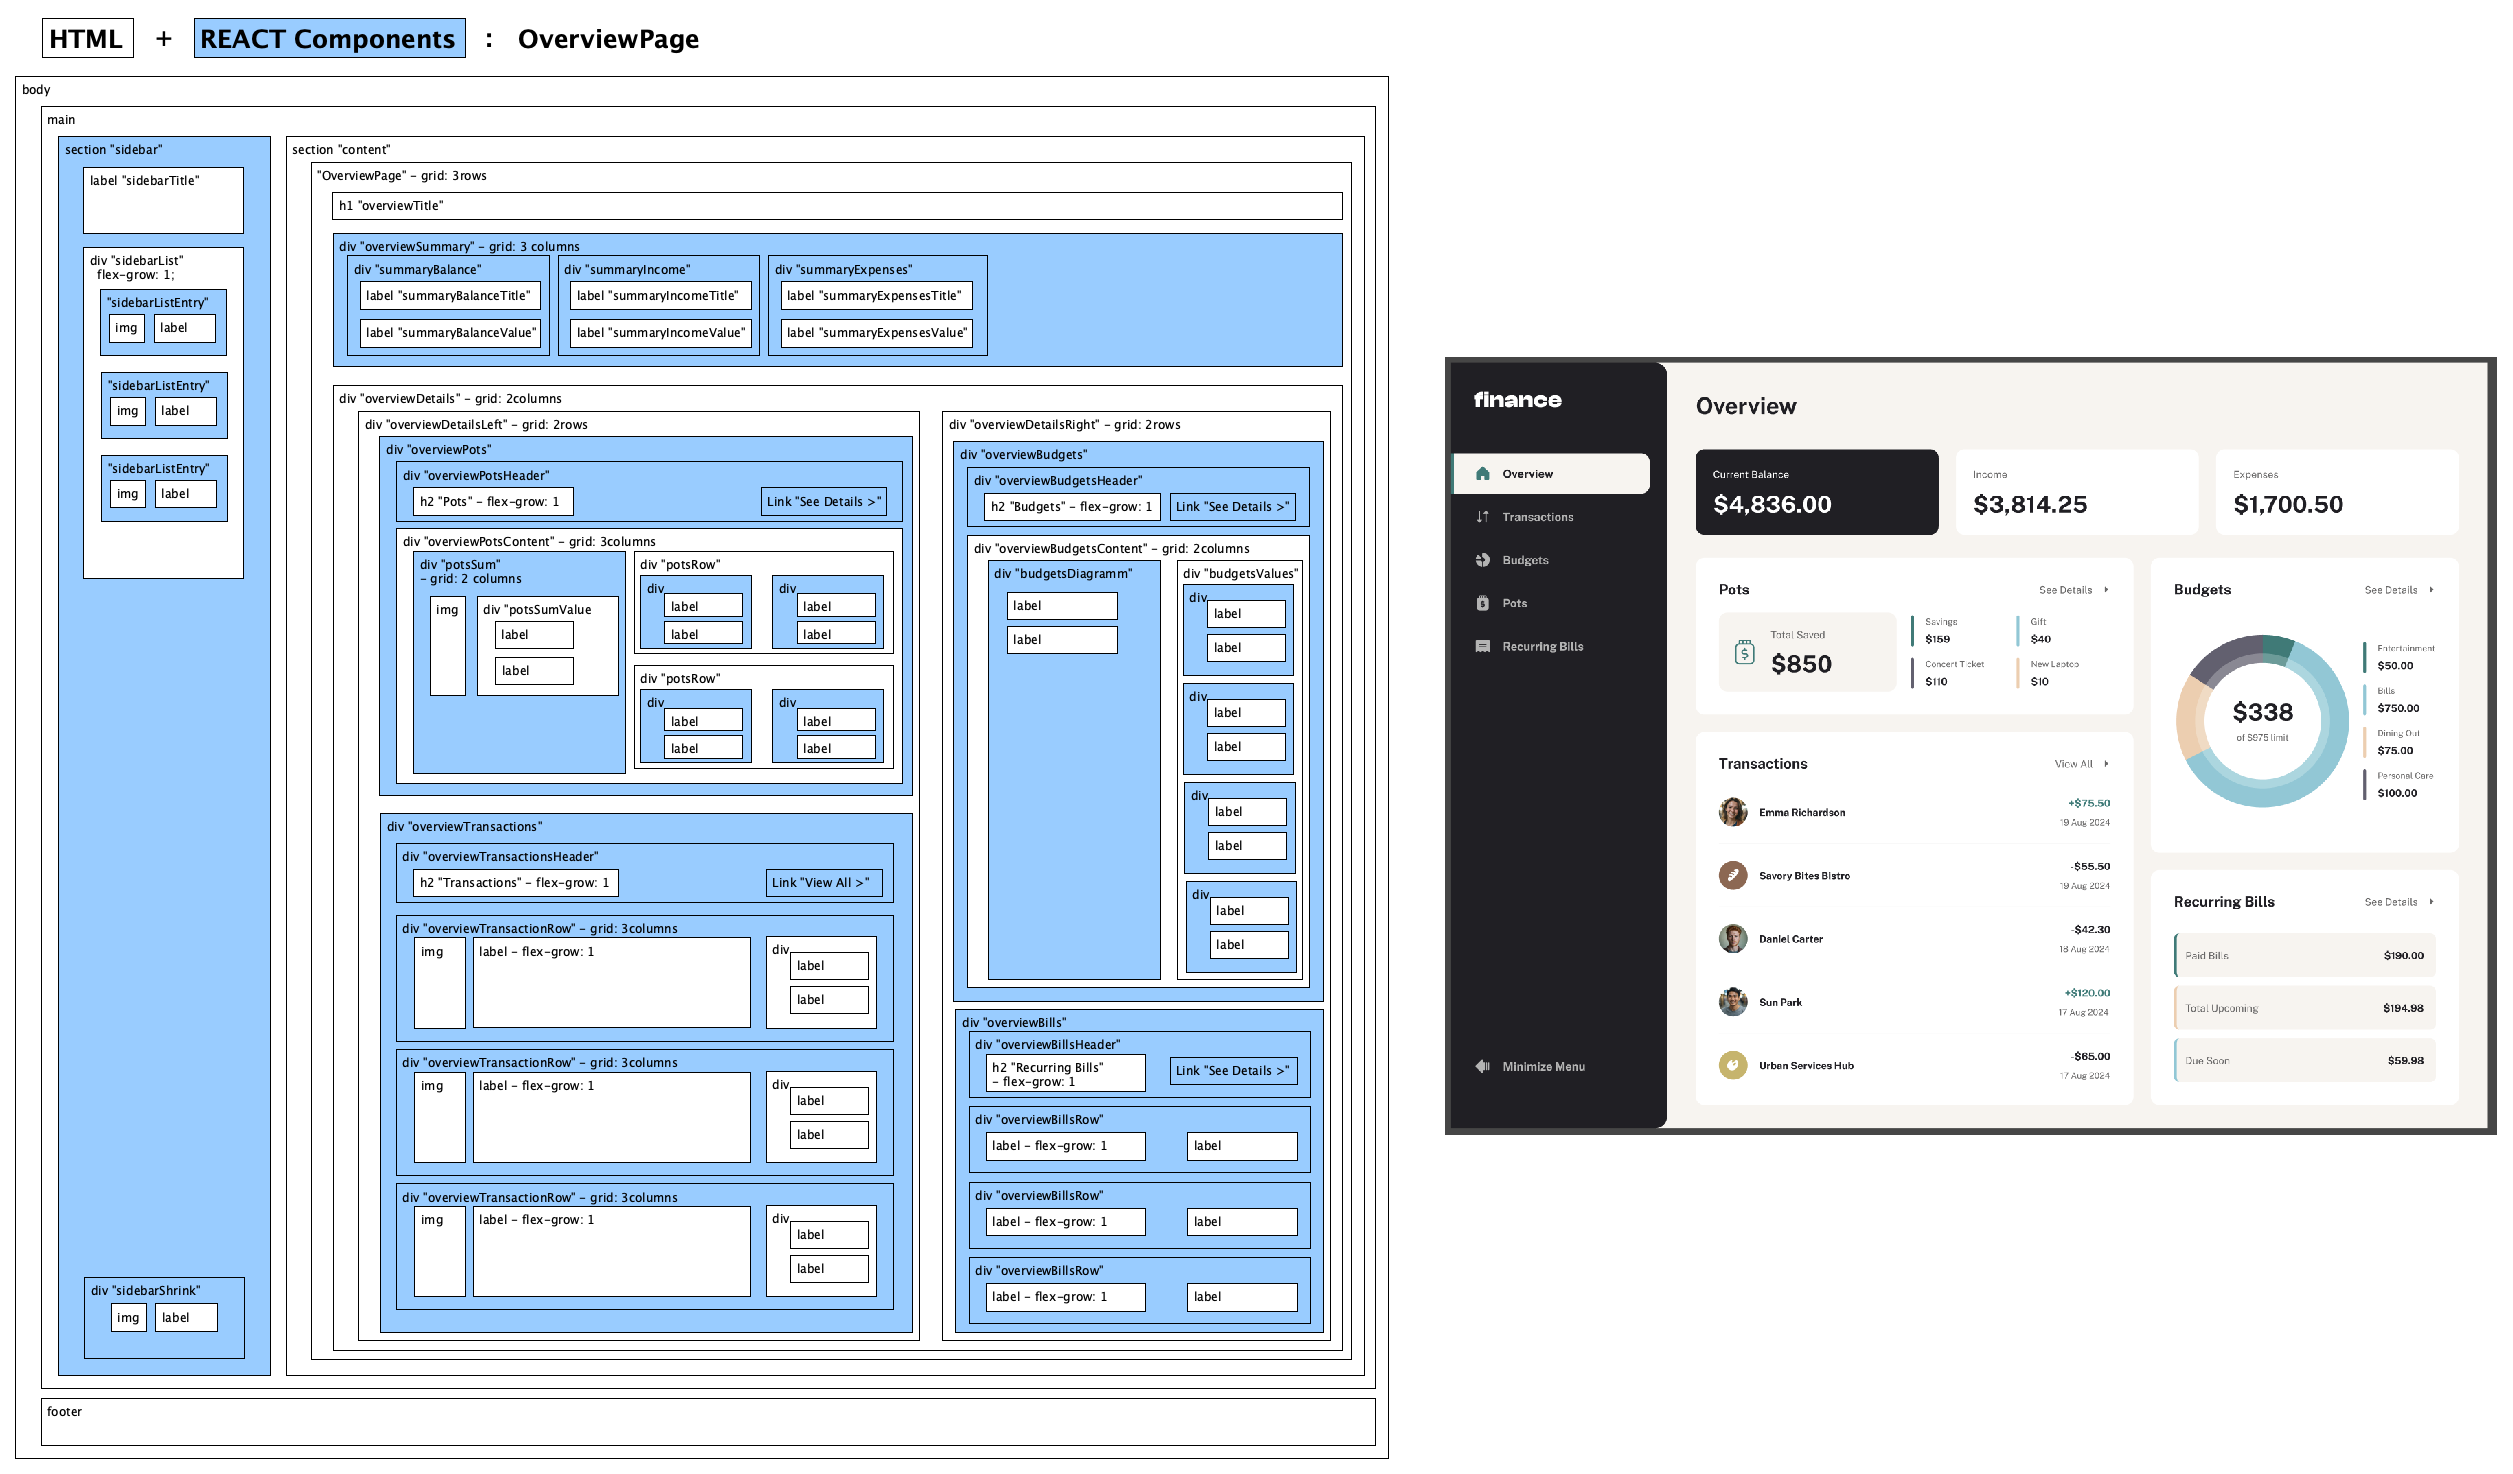 HTML + REACT Components : OverviewPage
body
main
section "sidebar"
label "sidebarTitle"
div "sidebarList"
flex-grow: 1;
"sidebarListEntry"
img label
"sidebarListEntry"
img label
"sidebarListEntry"
img label
div "sidebarShrink"
img label
section "content"
"OverviewPage" - grid: 3rows
h1 "overviewTitle"
div "overviewSummary" - grid: 3 columns
div "summaryBalance"
label "summaryBalanceTitle"
label "summaryBalanceValue"
div "summaryIncome"
label "summaryIncomeTitle"
label "summaryIncomeValue"
div "summaryExpenses"
label "summaryExpensesTitle"
label "summaryExpensesValue"
div "overviewDetails" - grid: 2columns
div "overviewDetailsLeft" - grid: 2rows
div "overviewPots"
div "overviewPotsHeader"
h2 "Pots" - flex-grow: 1
Link "See Details >"
div "overviewPotsContent" - grid: 3columns
div "potsSum"
- grid: 2 columns
img
div "potsSumValue
label
label
div "potsRow"
div
label
label
div
label
label
div "potsRow"
div
label
label
div
label
label
div "overviewTransactions"
div "overviewTransactionsHeader"
h2 "Transactions" - flex-grow: 1
Link "View All >"
div "overviewTransactionRow" - grid: 3columns
img
label - flex-grow: 1
div
label
label
div "overviewTransactionRow" - grid: 3columns
img
label - flex-grow: 1
div
label
label
div "overviewTransactionRow" - grid: 3columns
img
label - flex-grow: 1
div
label
label
div "overviewDetailsRight" - grid: 2rows
div "overviewBudgets"
div "overviewBudgetsHeader"
h2 "Budgets" - flex-grow: 1
Link "See Details >"
div "overviewBudgetsContent" - grid: 2columns
div "budgetsDiagramm"
label
label
div "budgetsValues"
div
label
label
div
label
label
div
label
label
div
label
label
div "overviewBills"
div "overviewBillsHeader"
h2 "Recurring Bills"
- flex-grow: 1
Link "See Details >"
div "overviewBillsRow"
label - flex-grow: 1
label
div "overviewBillsRow"
label - flex-grow: 1
label
div "overviewBillsRow"
label - flex-grow: 1
label
footer
finance
Overview
Transactions
Budgets
Pots
Recurring Bills
Minimize Menu
Overview
Current Balance
$4,836.00
Income
$3,814.25
Expenses
$1,700.50
Pots
See Details
Total Saved
$850
Savings
$159
Gift
$40
Concert Ticket
$110
New Laptop
$10
Transactions
View All
Emma Richardson
+$75.50
19 Aug 2024
Savory Bites Bistro
-$55.50
19 Aug 2024
Daniel Carter
-$42.30
18 Aug 2024
Sun Park
+$120.00
17 Aug 2024
Urban Services Hub
-$65.00
17 Aug 2024
Budgets
See Details
$338
of $975 limit
Entertainment
$50.00
Bills
$750.00
Dining Out
$75.00
Personal Care
$100.00
Recurring Bills
See Details
Paid Bills
$190.00
Total Upcoming
$194.98
Due Soon
$59.98